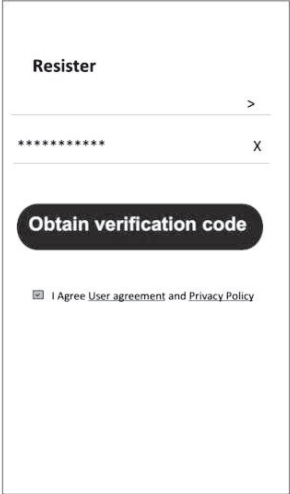 Resister
>
*********** X
Obtain verification code
I Agree User agreement and Privacy Policy